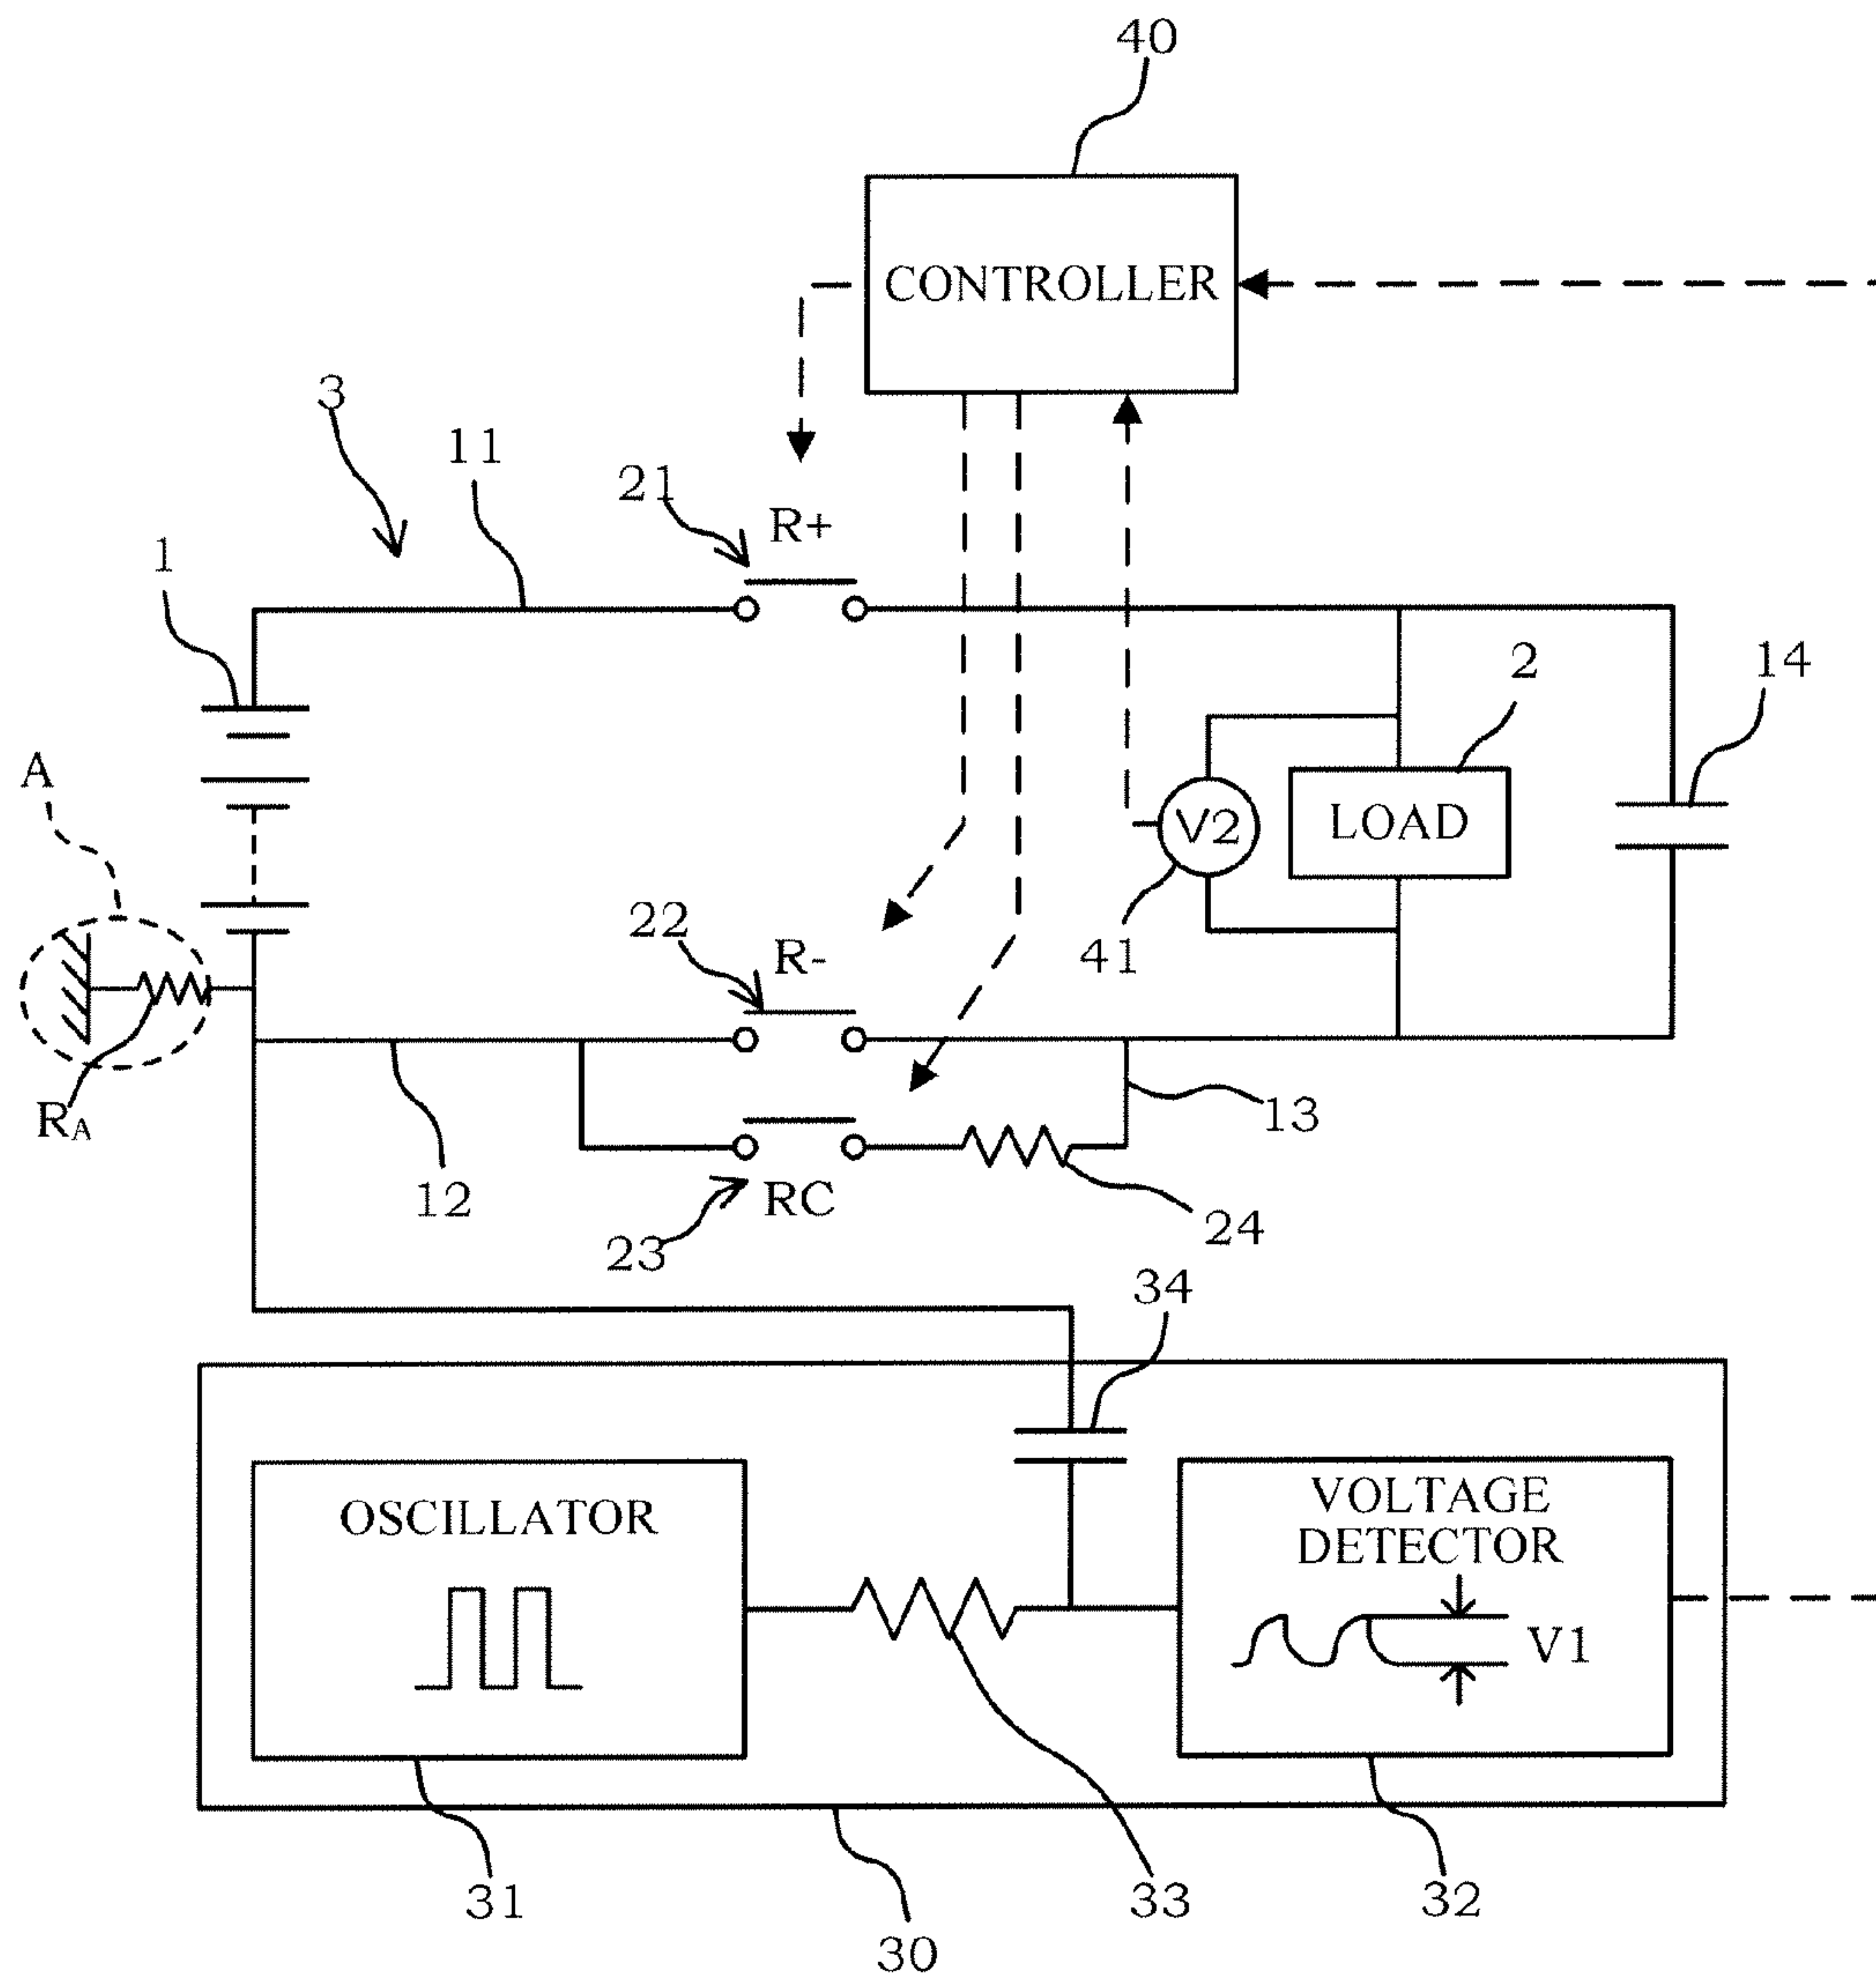 40
CONTROLLER
3
11
21
R+
1
2
14
A
V2
LOAD
22
R-
41
RA
13
12
RC
24
23
34
OSCILLATOR
VOLTAGE
DETECTOR
V1
31
33
32
30